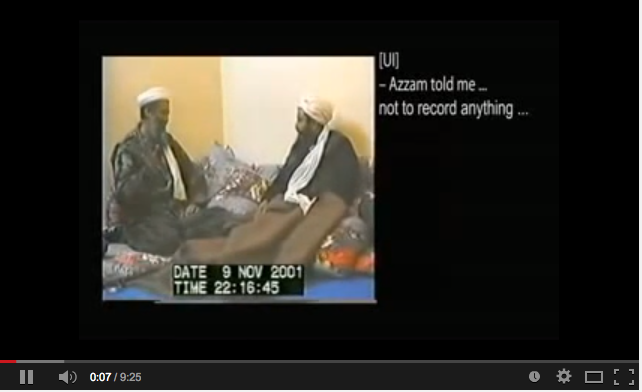 [UI]
– Azzam told me ...
not to record anything ...
DATE 9 NOV 2001
TIME 22:16:45
0:07 / 9:25